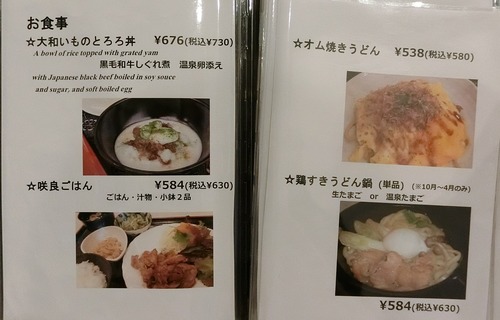 お食事
☆大和いものとろろ丼 ¥676(税込¥730)
A bowl of rice topped with grated yam
黒毛和牛しぐれ煮 温泉卵添え
with Japanese black beef boiled in soy souce
and sugar, and soft boiled egg
☆咲良ごはん ¥584(税込¥630)
ごはん・汁物・小鉢2品
☆オム焼きうどん ¥538(税込¥580)
☆鶏すきうどん鍋 (単品) (※10月～4月のみ)
生たまご or 温泉たまご
¥584(税込¥630)